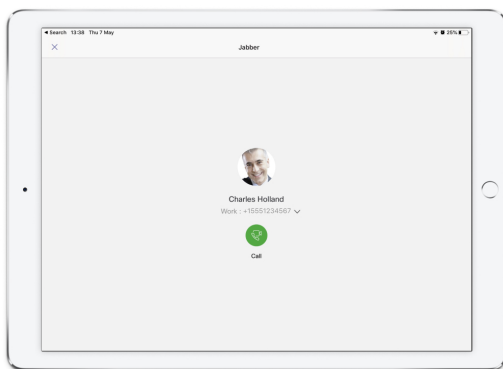 Search 13:38 Thu 7 May 25%
Jabber
Charles Holland
Work : +15551234567
Call